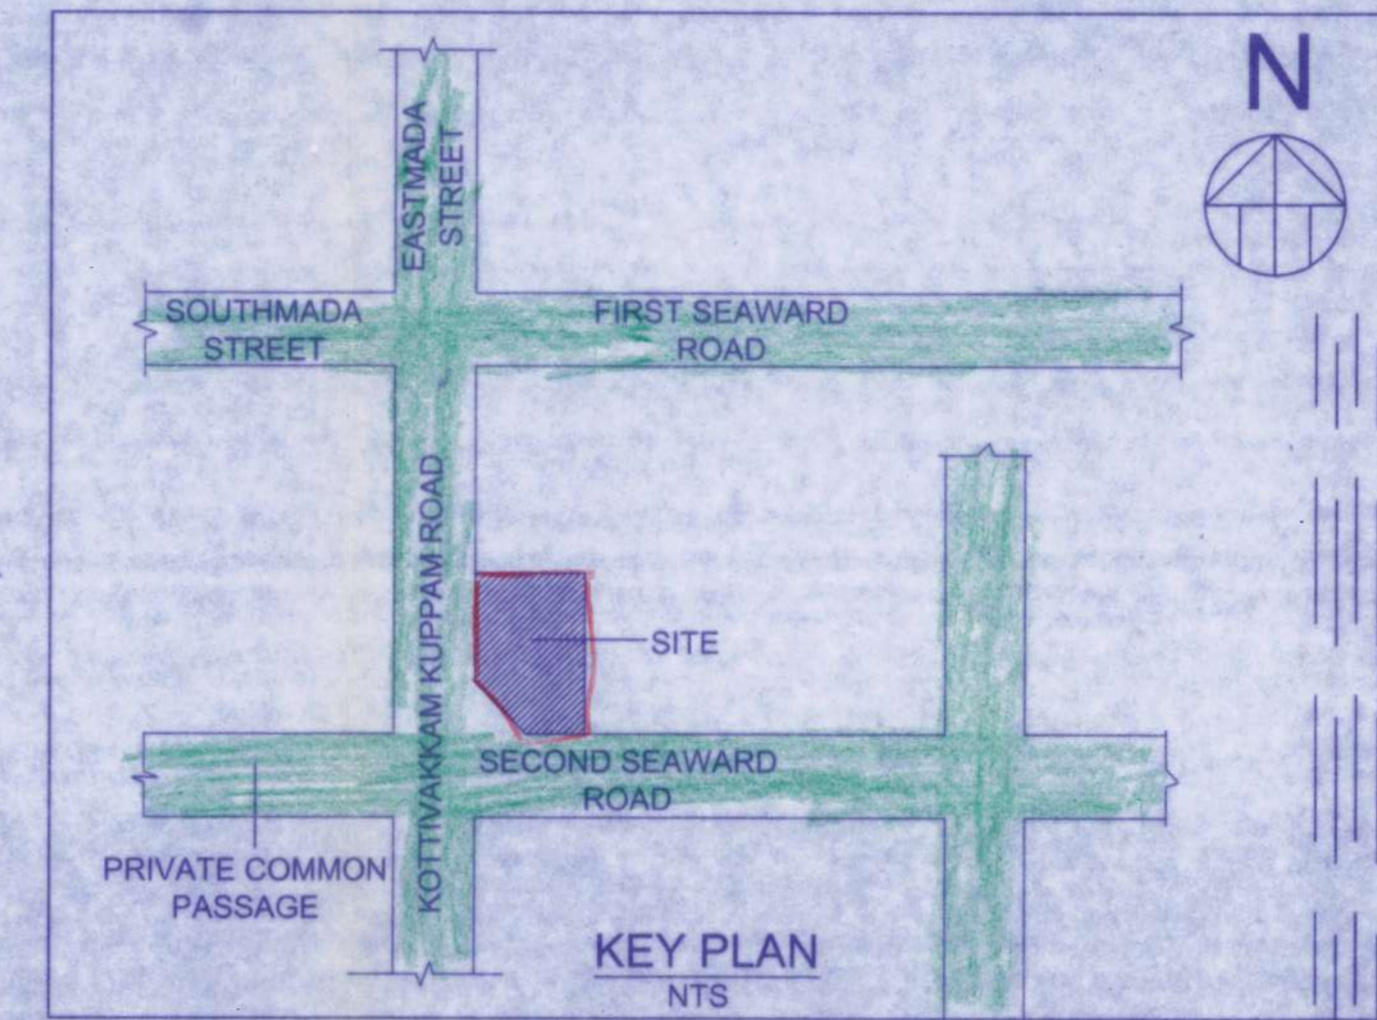 N
EASTMADA
STREET
SOUTHMADA
STREET
FIRST SEAWARD
ROAD
KOTTIVAKKAM KUPPAM ROAD
SITE
SECOND SEAWARD
ROAD
PRIVATE COMMON
PASSAGE
KEY PLAN
NTS